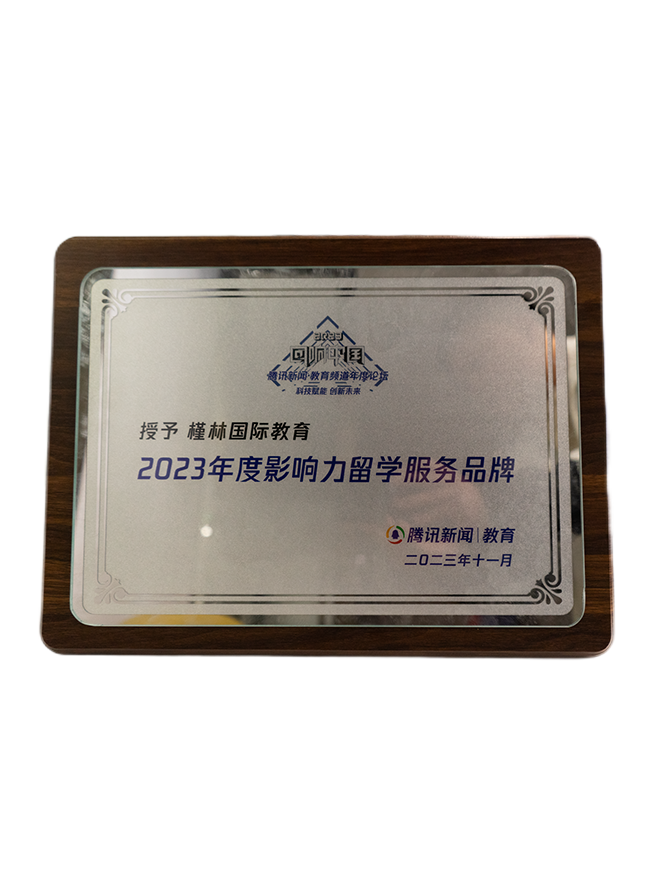 2023
回响中国
腾讯新闻·教育频道年度论坛
科技赋能 创新未来
授予 槿林国际教育
2023年度影响力留学服务品牌
腾讯新闻|教育
二〇二三年十一月